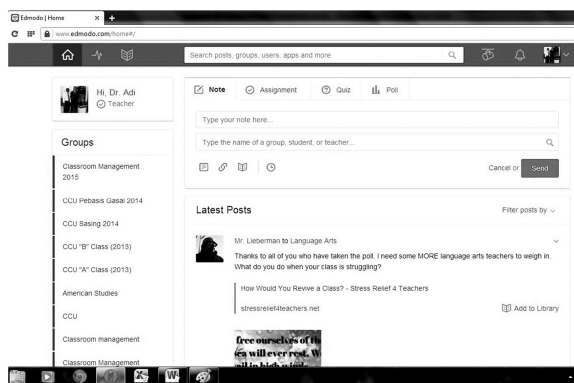 Edmodo | Home
www.edmodo.com/home#/
Search posts, groups, users, apps and more
Hi, Dr. Adi
Teacher
Groups
Classroom Management
2015
CCU Pebasis Gasai 2014
CCU Sasing 2014
CCU "B" Class (2013)
CCU "A" Class (2013)
American Studies
CCU
Classroom management
Classroom Management
Note
Assignment
Quiz
Poll
Type your note here...
Type the name of a group, student, or teacher...
Cancel or
Send
Latest Posts
Filter posts by
Mr. Lieberman to Language Arts
Thanks to all of you who have taken the poll. I need some MORE language arts teachers to weigh in.
What do you do when your class is struggling?
How Would You Revive a Class? - Stress Relief 4 Teachers
stressrelief4teachers.net
Add to Library
free ourselves of th
ea will ever rest. W